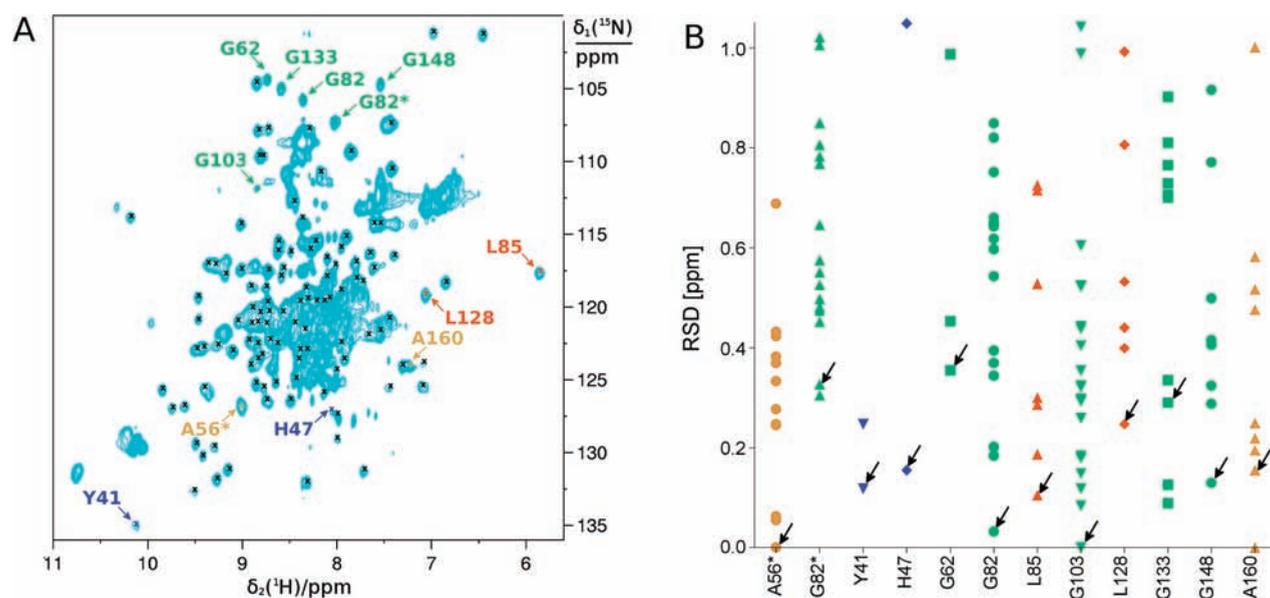 A
δ₁(¹⁵N)
ppm
G62
G133
G148
G82
G82*
G103
L85
L128
A160
A56*
H47
Y41
105
110
115
120
125
130
135
11
10
9
8
7
6
δ₂(¹H)/ppm
B
RSD [ppm]
1.0
0.8
0.6
0.4
0.2
0.0
A56*
G82*
Y41
H47
G62
G82
L85
G103
L128
G133
G148
A160